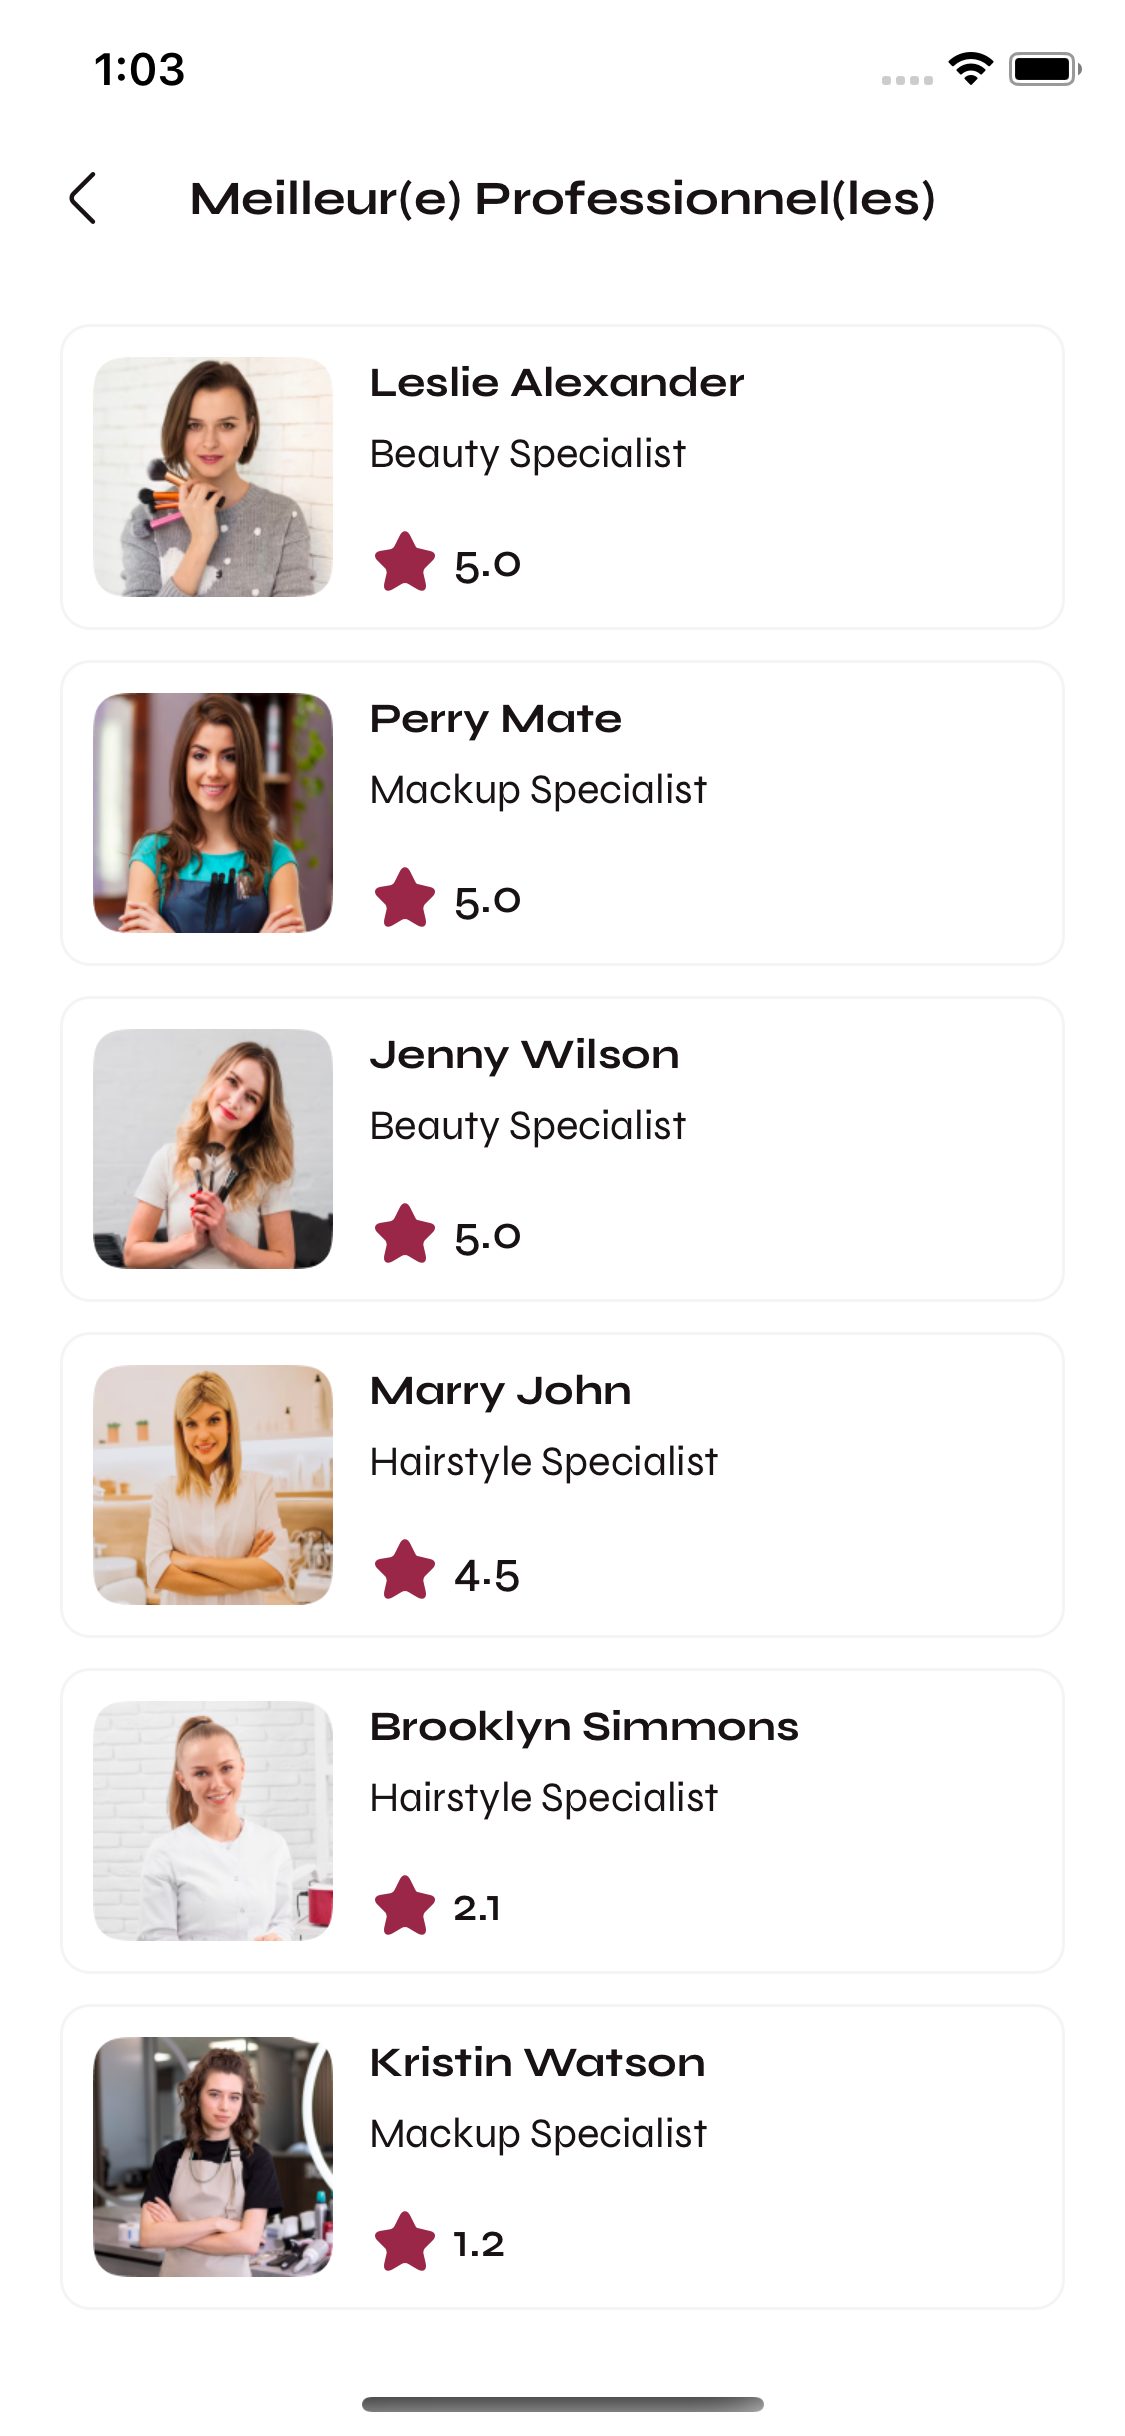 1:03
Meilleur(e) Professionnel(les)
Leslie Alexander
Beauty Specialist
5.0
Perry Mate
Mackup Specialist
5.0
Jenny Wilson
Beauty Specialist
5.0
Marry John
Hairstyle Specialist
4.5
Brooklyn Simmons
Hairstyle Specialist
2.1
Kristin Watson
Mackup Specialist
1.2